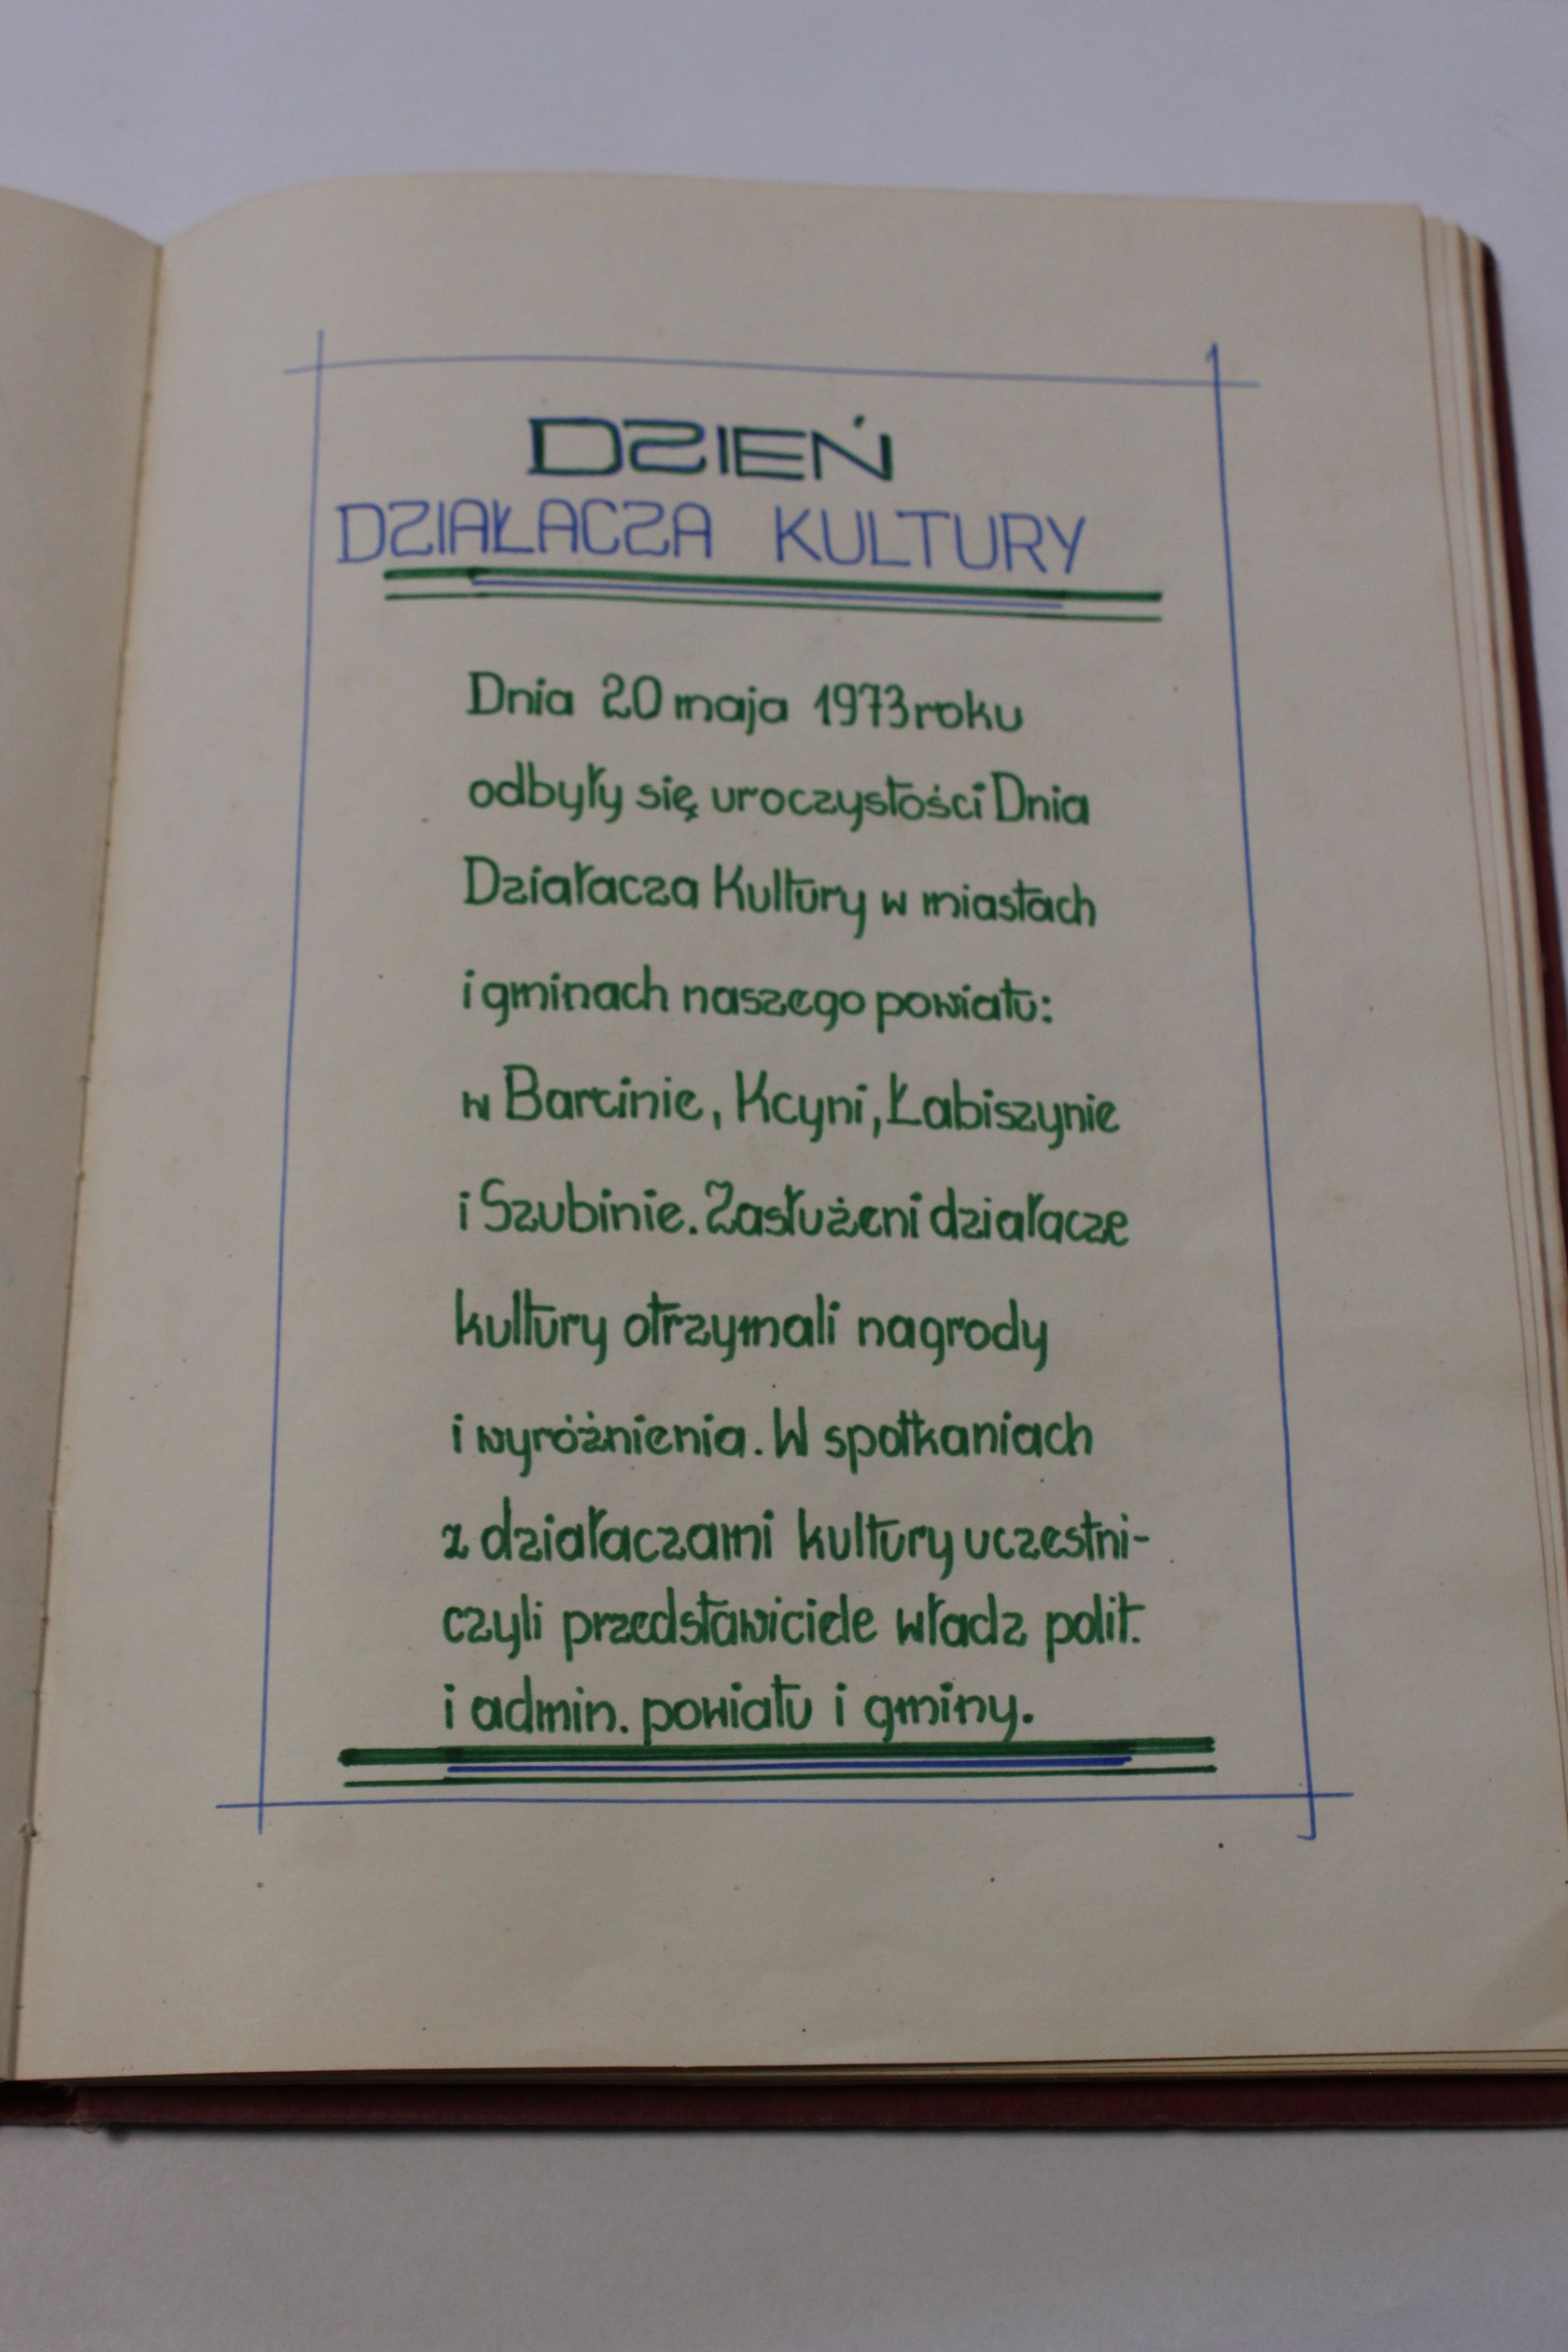 DZIEŃ
DZIAŁACZA KULTURY
Dnia 20 maja 1973 roku
odbyły się uroczystości Dnia
Działacza Kultury w miastach
i gminach naszego powiatu:
w Barcinie, Kcyni, Łabiszynie
i Szubinie. Zasłużeni działacze
kultury otrzymali nagrody
i wyróżnienia. W spotkaniach
z działaczami kultury uczestni-
czyli przedstawiciele władz polit.
i admin. powiatu i gminy.